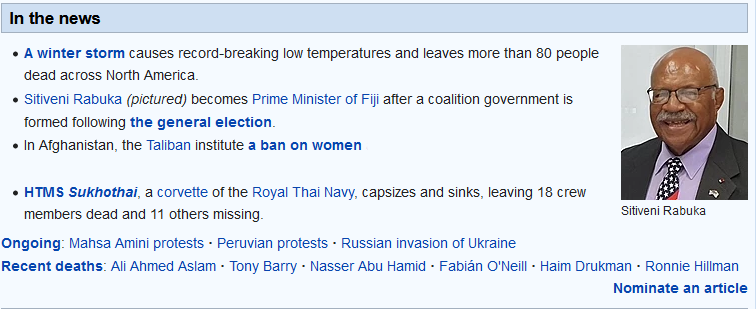 In the news
• A winter storm causes record-breaking low temperatures and leaves more than 80 people
dead across North America.
• Sitiveni Rabuka (pictured) becomes Prime Minister of Fiji after a coalition government is
formed following the general election.
• In Afghanistan, the Taliban institute a ban on women
• HTMS Sukhothai, a corvette of the Royal Thai Navy, capsizes and sinks, leaving 18 crew
members dead and 11 others missing.
Sitiveni Rabuka
Ongoing: Mahsa Amini protests · Peruvian protests · Russian invasion of Ukraine
Recent deaths: Ali Ahmed Aslam · Tony Barry · Nasser Abu Hamid · Fabián O'Neill · Haim Drukman · Ronnie Hillman
Nominate an article